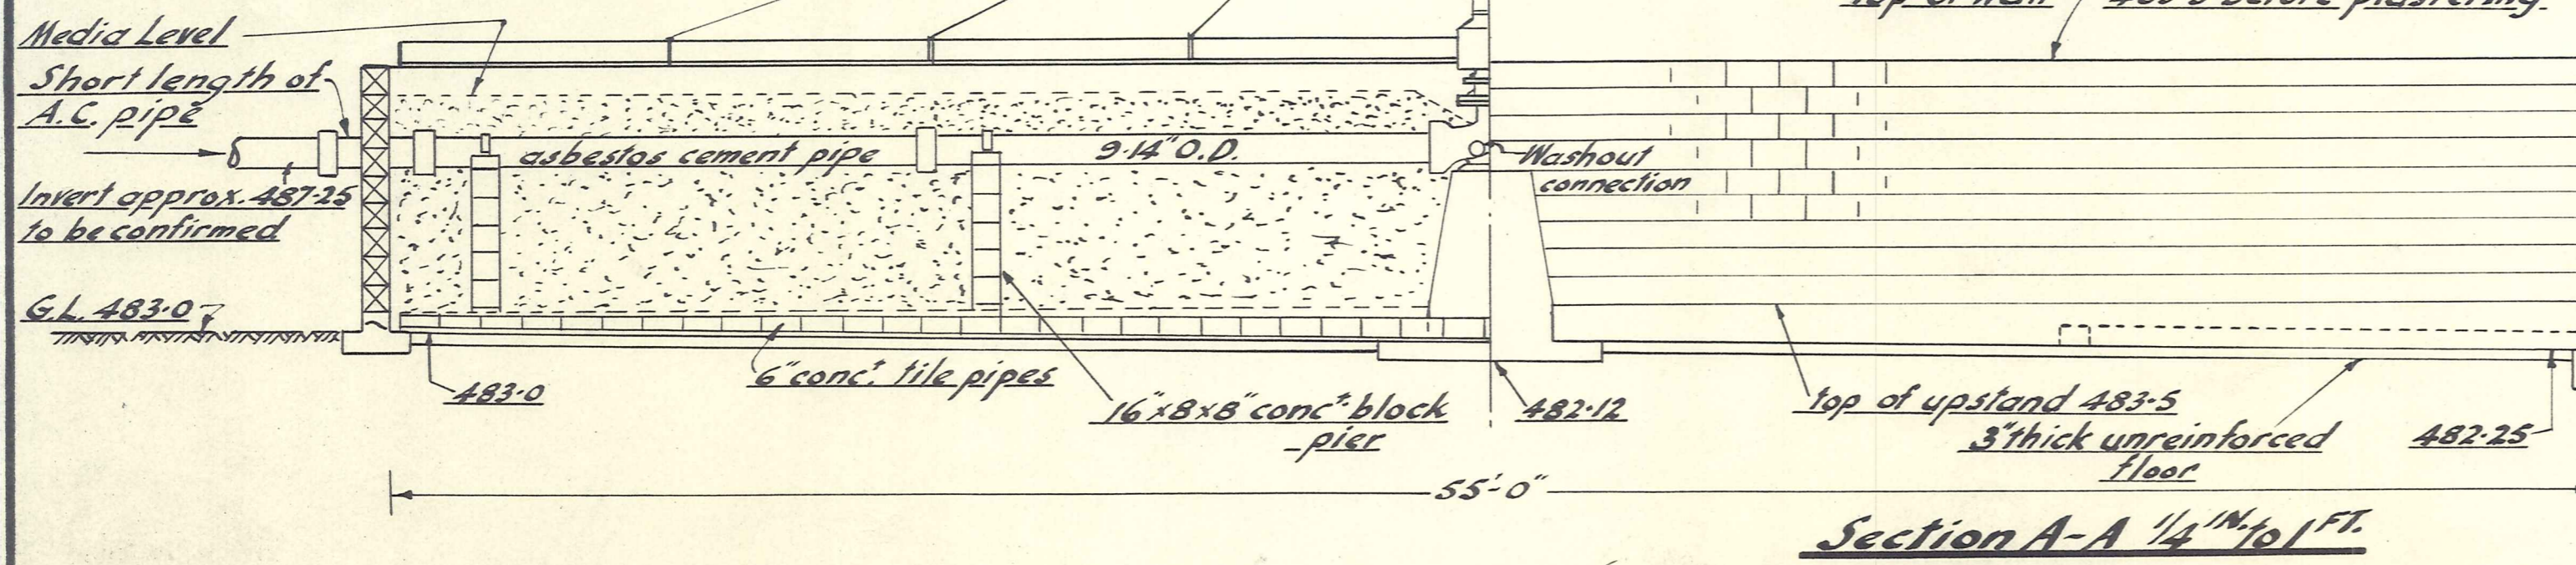 Media Level
Short length of
A.C. pipe
Invert approx. 487·25
to be confirmed
G.L. 483·0
asbestos cement pipe
9·14" O.D.
Washout
connection
483·0
6" conct. tile pipes
16"x8x8" conct. block
pier
482·12
top of upstand 483·5
3" thick unreinforced
floor
482·25
55'-0"
Section A-A 1/4 IN. to 1 FT.